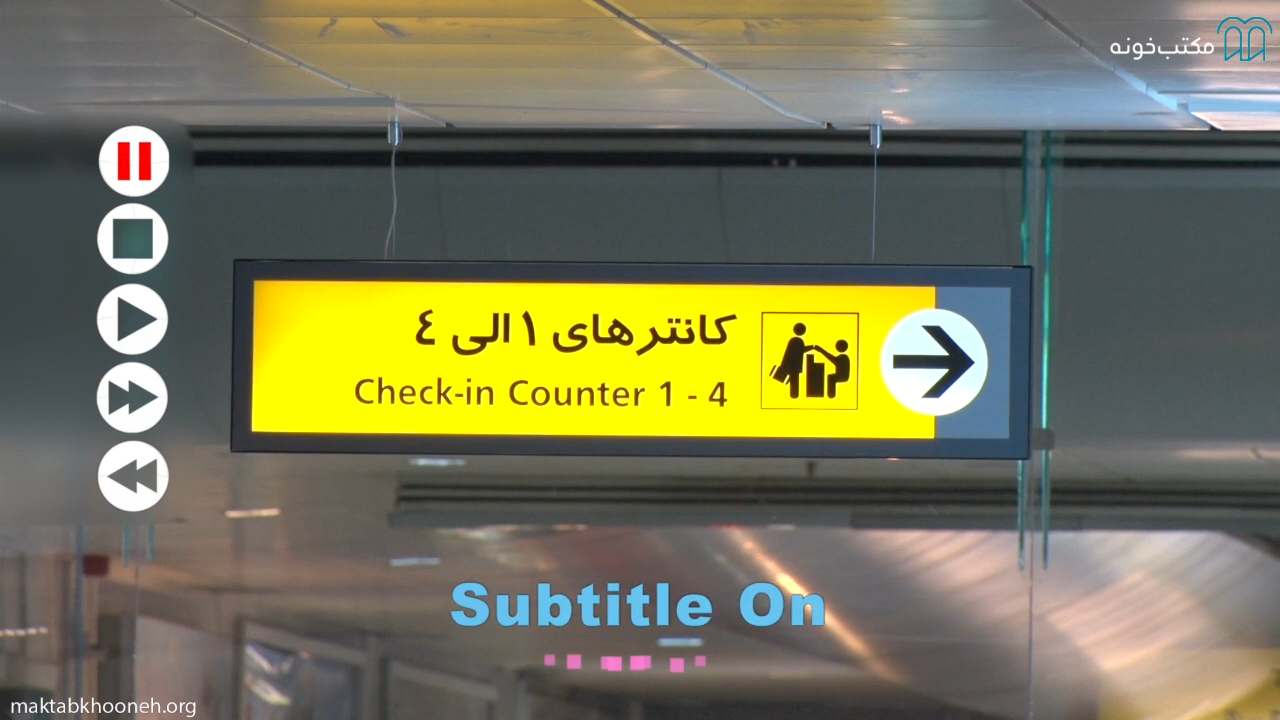 مکتب‌خونه
کانترهای ۱ الی ٤
Check-in Counter 1 - 4
Subtitle On
maktabkhooneh.org